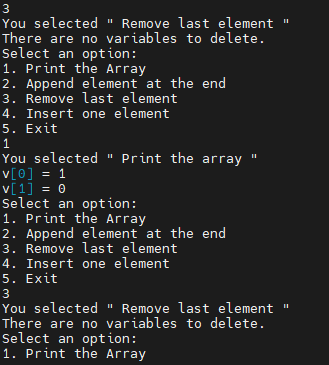 3
You selected " Remove last element "
There are no variables to delete.
Select an option:
1. Print the Array
2. Append element at the end
3. Remove last element
4. Insert one element
5. Exit
1
You selected " Print the array "
v[0] = 1
v[1] = 0
Select an option:
1. Print the Array
2. Append element at the end
3. Remove last element
4. Insert one element
5. Exit
3
You selected " Remove last element "
There are no variables to delete.
Select an option:
1. Print the Array